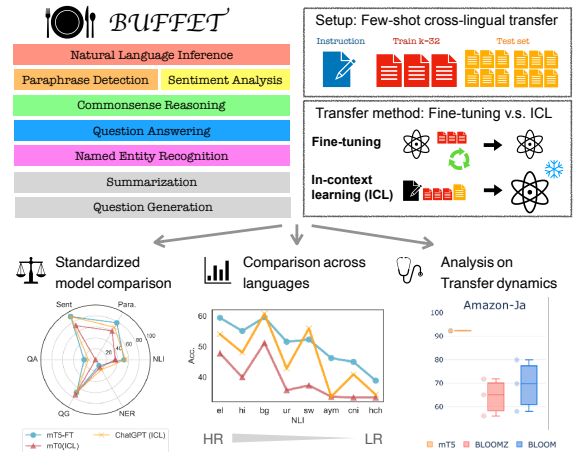 BUFFET
Natural Language Inference
Paraphrase Detection
Sentiment Analysis
Commonsense Reasoning
Question Answering
Named Entity Recognition
Summarization
Question Generation
Setup: Few-shot cross-lingual transfer
Instruction
Train k=32
Test set
Transfer method: Fine-tuning v.s. ICL
Fine-tuning
In-context
learning (ICL)
Standardized
model comparison
Comparison across
languages
Analysis on
Transfer dynamics
Sent
Para.
QA
NLI
QG
NER
20
40
60
80
100
mT5-FT
ChatGPT (ICL)
mT0(ICL)
Acc.
60
50
40
el hi bg ur sw aym cni hch
NLI
HR
LR
Amazon-Ja
100
90
80
70
60
mT5
BLOOMZ
BLOOM